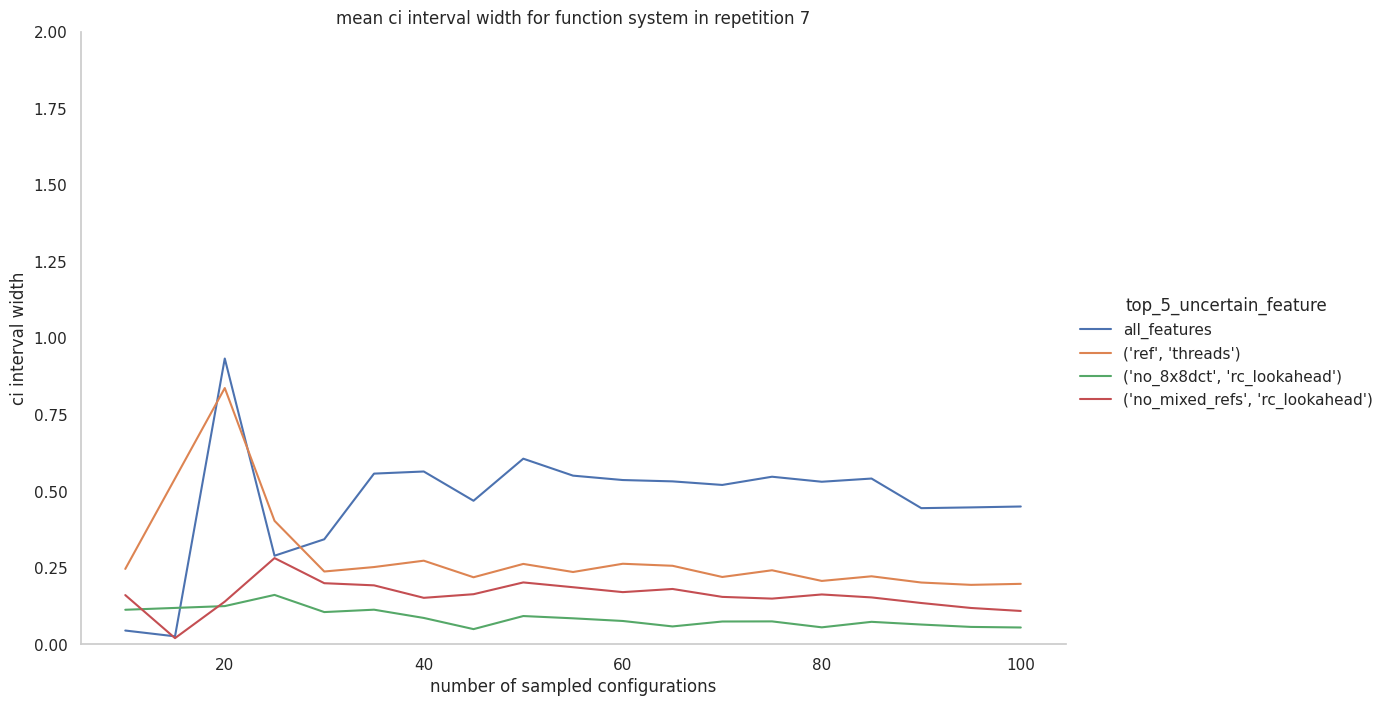 mean ci interval width for function system in repetition 7
2.00
1.75
1.50
1.25
1.00
0.75
0.50
0.25
0.00
ci interval width
20
40
60
80
100
number of sampled configurations
top_5_uncertain_feature
all_features
('ref', 'threads')
('no_8x8dct', 'rc_lookahead')
('no_mixed_refs', 'rc_lookahead')